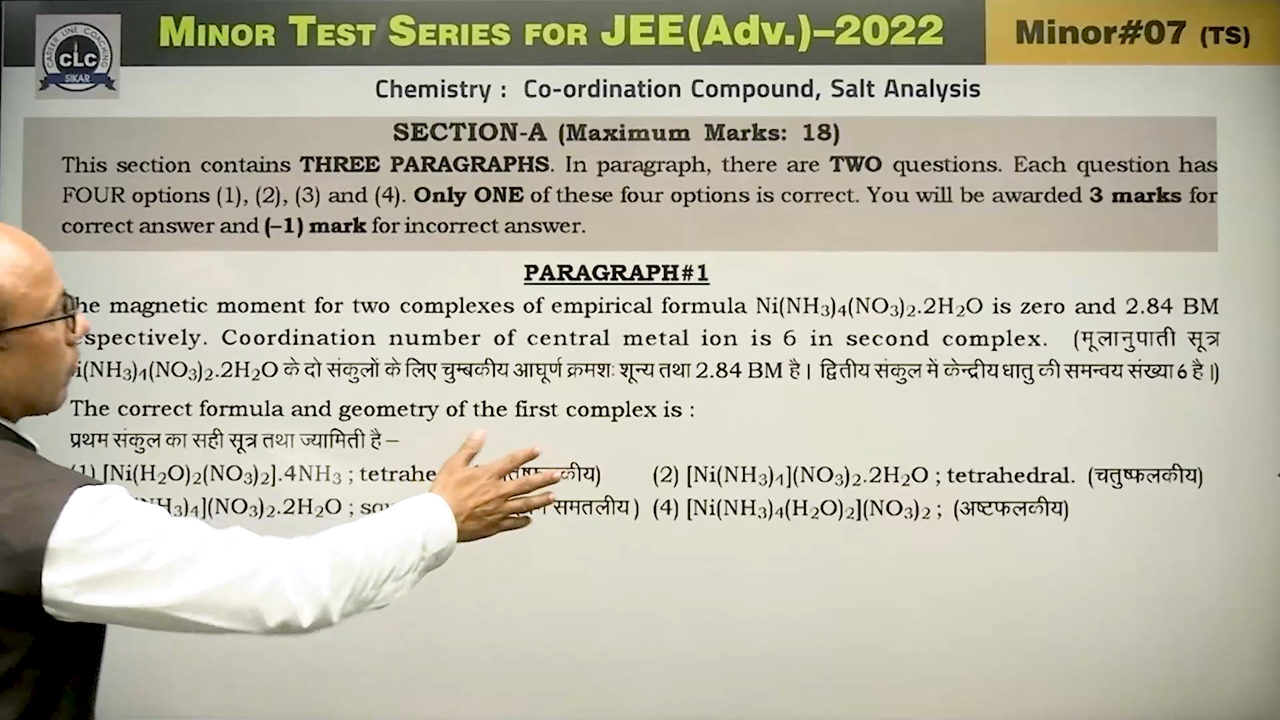 MINOR TEST SERIES FOR JEE(Adv.)–2022
Minor#07 (TS)
CAREER LINE COACHING
CLC
SIKAR
Chemistry : Co-ordination Compound, Salt Analysis
SECTION-A (Maximum Marks: 18)
This section contains THREE PARAGRAPHS. In paragraph, there are TWO questions. Each question has
FOUR options (1), (2), (3) and (4). Only ONE of these four options is correct. You will be awarded 3 marks for
correct answer and (–1) mark for incorrect answer.
PARAGRAPH#1
he magnetic moment for two complexes of empirical formula Ni(NH₃)₄(NO₃)₂.2H₂O is zero and 2.84 BM
espectively. Coordination number of central metal ion is 6 in second complex. (मूलानुपाती सूत्र
i(NH₃)₄(NO₃)₂.2H₂O के दो संकुलों के लिए चुम्बकीय आघूर्ण क्रमशः शून्य तथा 2.84 BM है। द्वितीय संकुल में केन्द्रीय धातु की समन्वय संख्या 6 है।)
The correct formula and geometry of the first complex is :
प्रथम संकुल का सही सूत्र तथा ज्यामिती है –
(1) [Ni(H₂O)₂(NO₃)₂].4NH₃ ; tetrahe कीय)
(2) [Ni(NH₃)₄](NO₃)₂.2H₂O ; tetrahedral. (चतुष्फलकीय)
H₃)₄](NO₃)₂.2H₂O ; squ समतलीय)
(4) [Ni(NH₃)₄(H₂O)₂](NO₃)₂ ; (अष्टफलकीय)